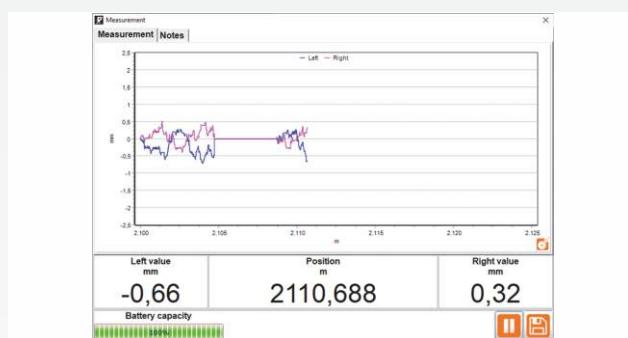 Measurement
Measurement Notes
Left Right
2,5
2
1,5
1
0,5
0
-0,5
-1
-1,5
-2
-2,5
mm
2.100 2.105 2.110 2.115 2.120 2.125
m
Left value Position Right value
mm m mm
-0,66 2110,688 0,32
Battery capacity
100%